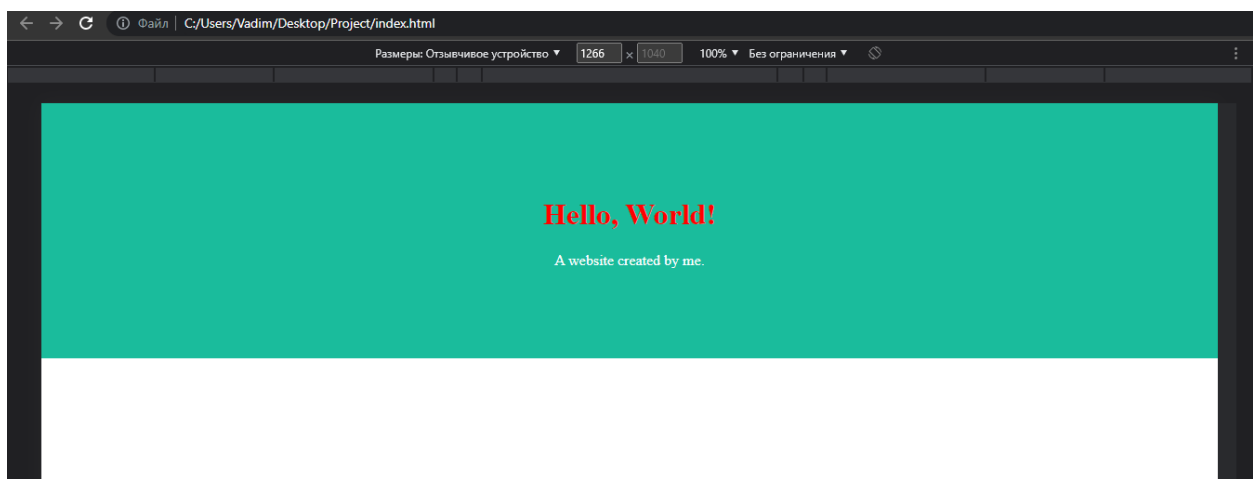 Файл C:/Users/Vadim/Desktop/Project/index.html
Размеры: Отзывчивое устройство 1266 × 1040 100% Без ограничения
Hello, World!
A website created by me.